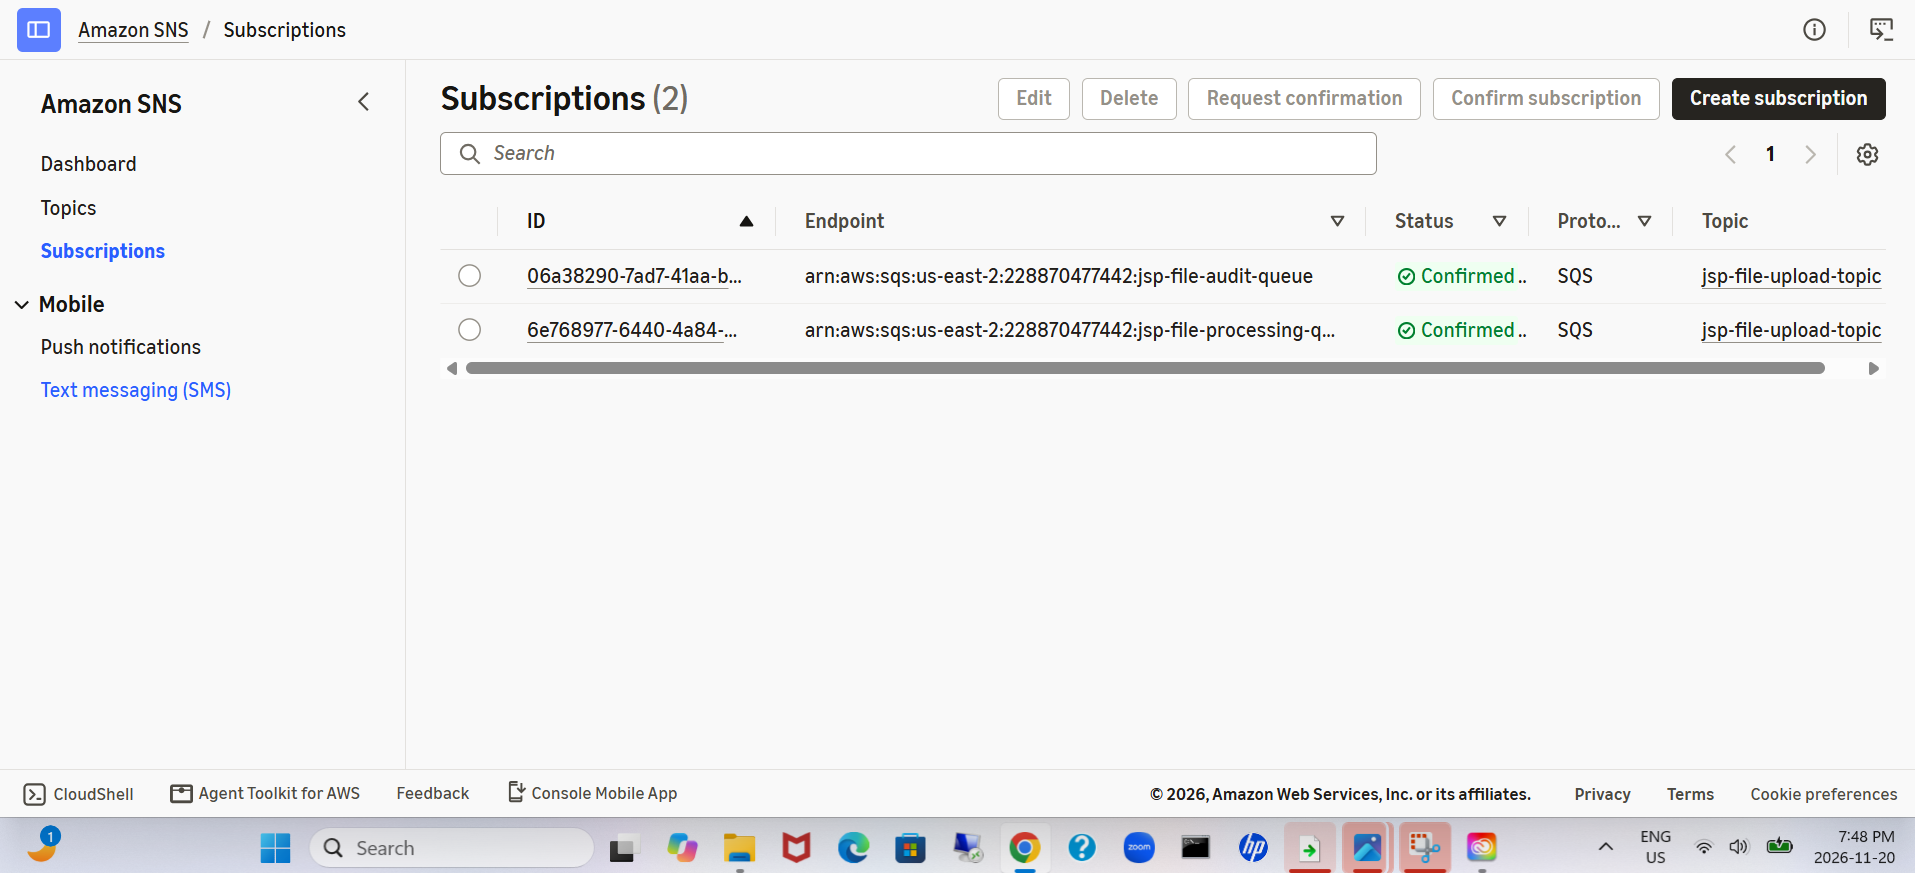 Amazon SNS / Subscriptions
Amazon SNS
Dashboard
Topics
Subscriptions
Mobile
Push notifications
Text messaging (SMS)
Subscriptions (2)
Edit
Delete
Request confirmation
Confirm subscription
Create subscription
Search
1
ID Endpoint Status Proto... Topic
06a38290-7ad7-41aa-b... arn:aws:sqs:us-east-2:228870477442:jsp-file-audit-queue Confirmed.. SQS jsp-file-upload-topic
6e768977-6440-4a84-... arn:aws:sqs:us-east-2:228870477442:jsp-file-processing-q... Confirmed.. SQS jsp-file-upload-topic
CloudShell Agent Toolkit for AWS Feedback Console Mobile App © 2026, Amazon Web Services, Inc. or its affiliates. Privacy Terms Cookie preferences
1
Search
zoom
hp
ENG
US
7:48 PM
2026-11-20